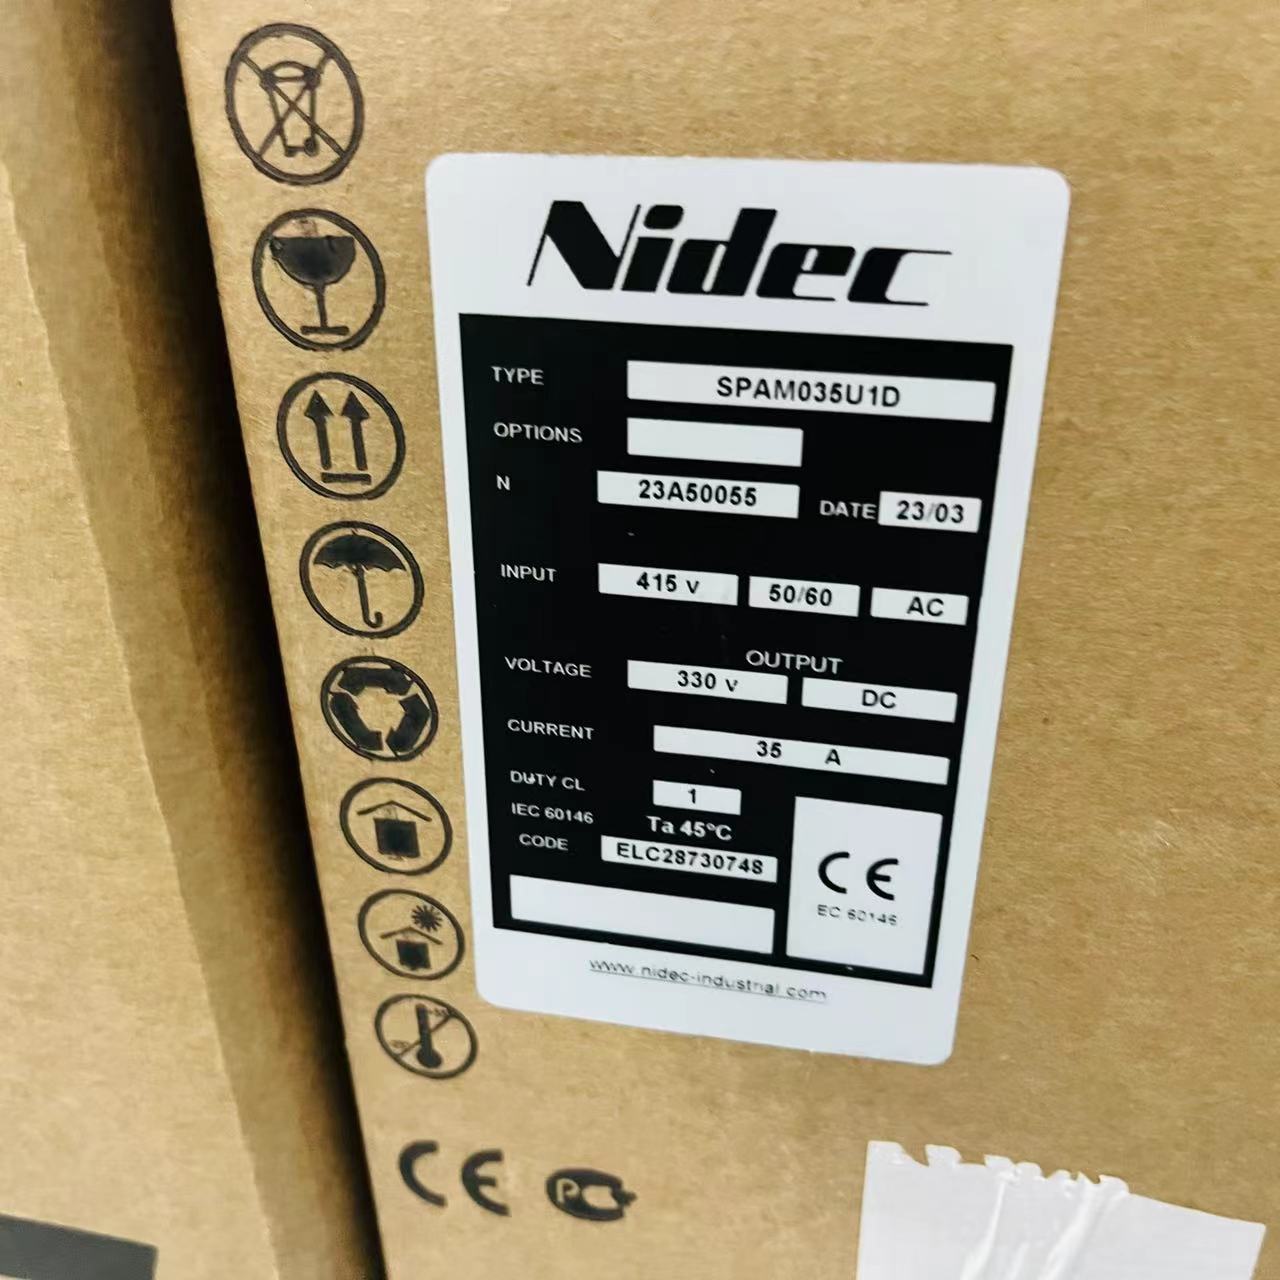 Nidec
TYPE SPAM035U1D
OPTIONS
N 23A50055 DATE 23/03
INPUT 415 v 50/60 AC
OUTPUT
VOLTAGE 330 v DC
CURRENT 35 A
DUTY CL 1
IEC 60146 Ta 45°C
CODE ELC28730748
CE
EC 60146
www.nidec-industrial.com
CE PC